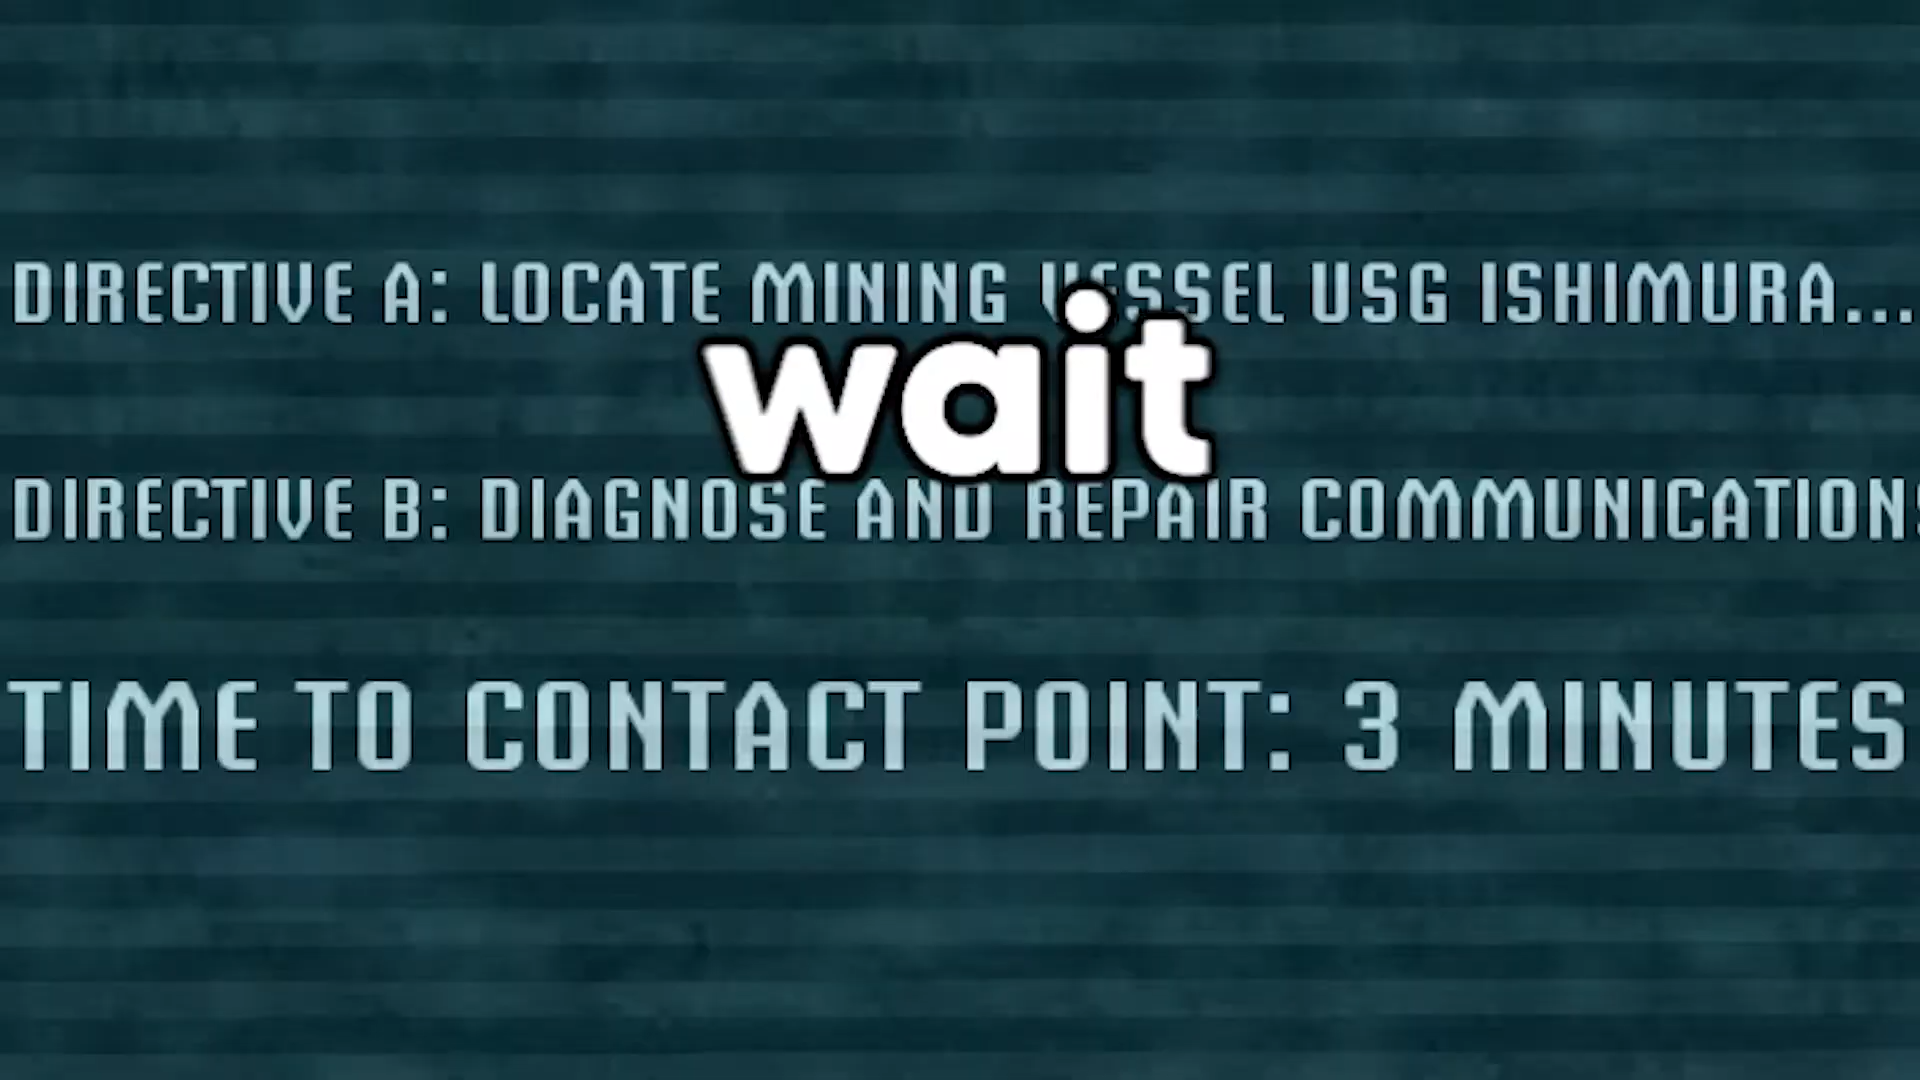 DIRECTIVE A: LOCATE MINING VESSEL USG ISHIMURA...
wait
DIRECTIVE B: DIAGNOSE AND REPAIR COMMUNICATIONS
TIME TO CONTACT POINT: 3 MINUTES